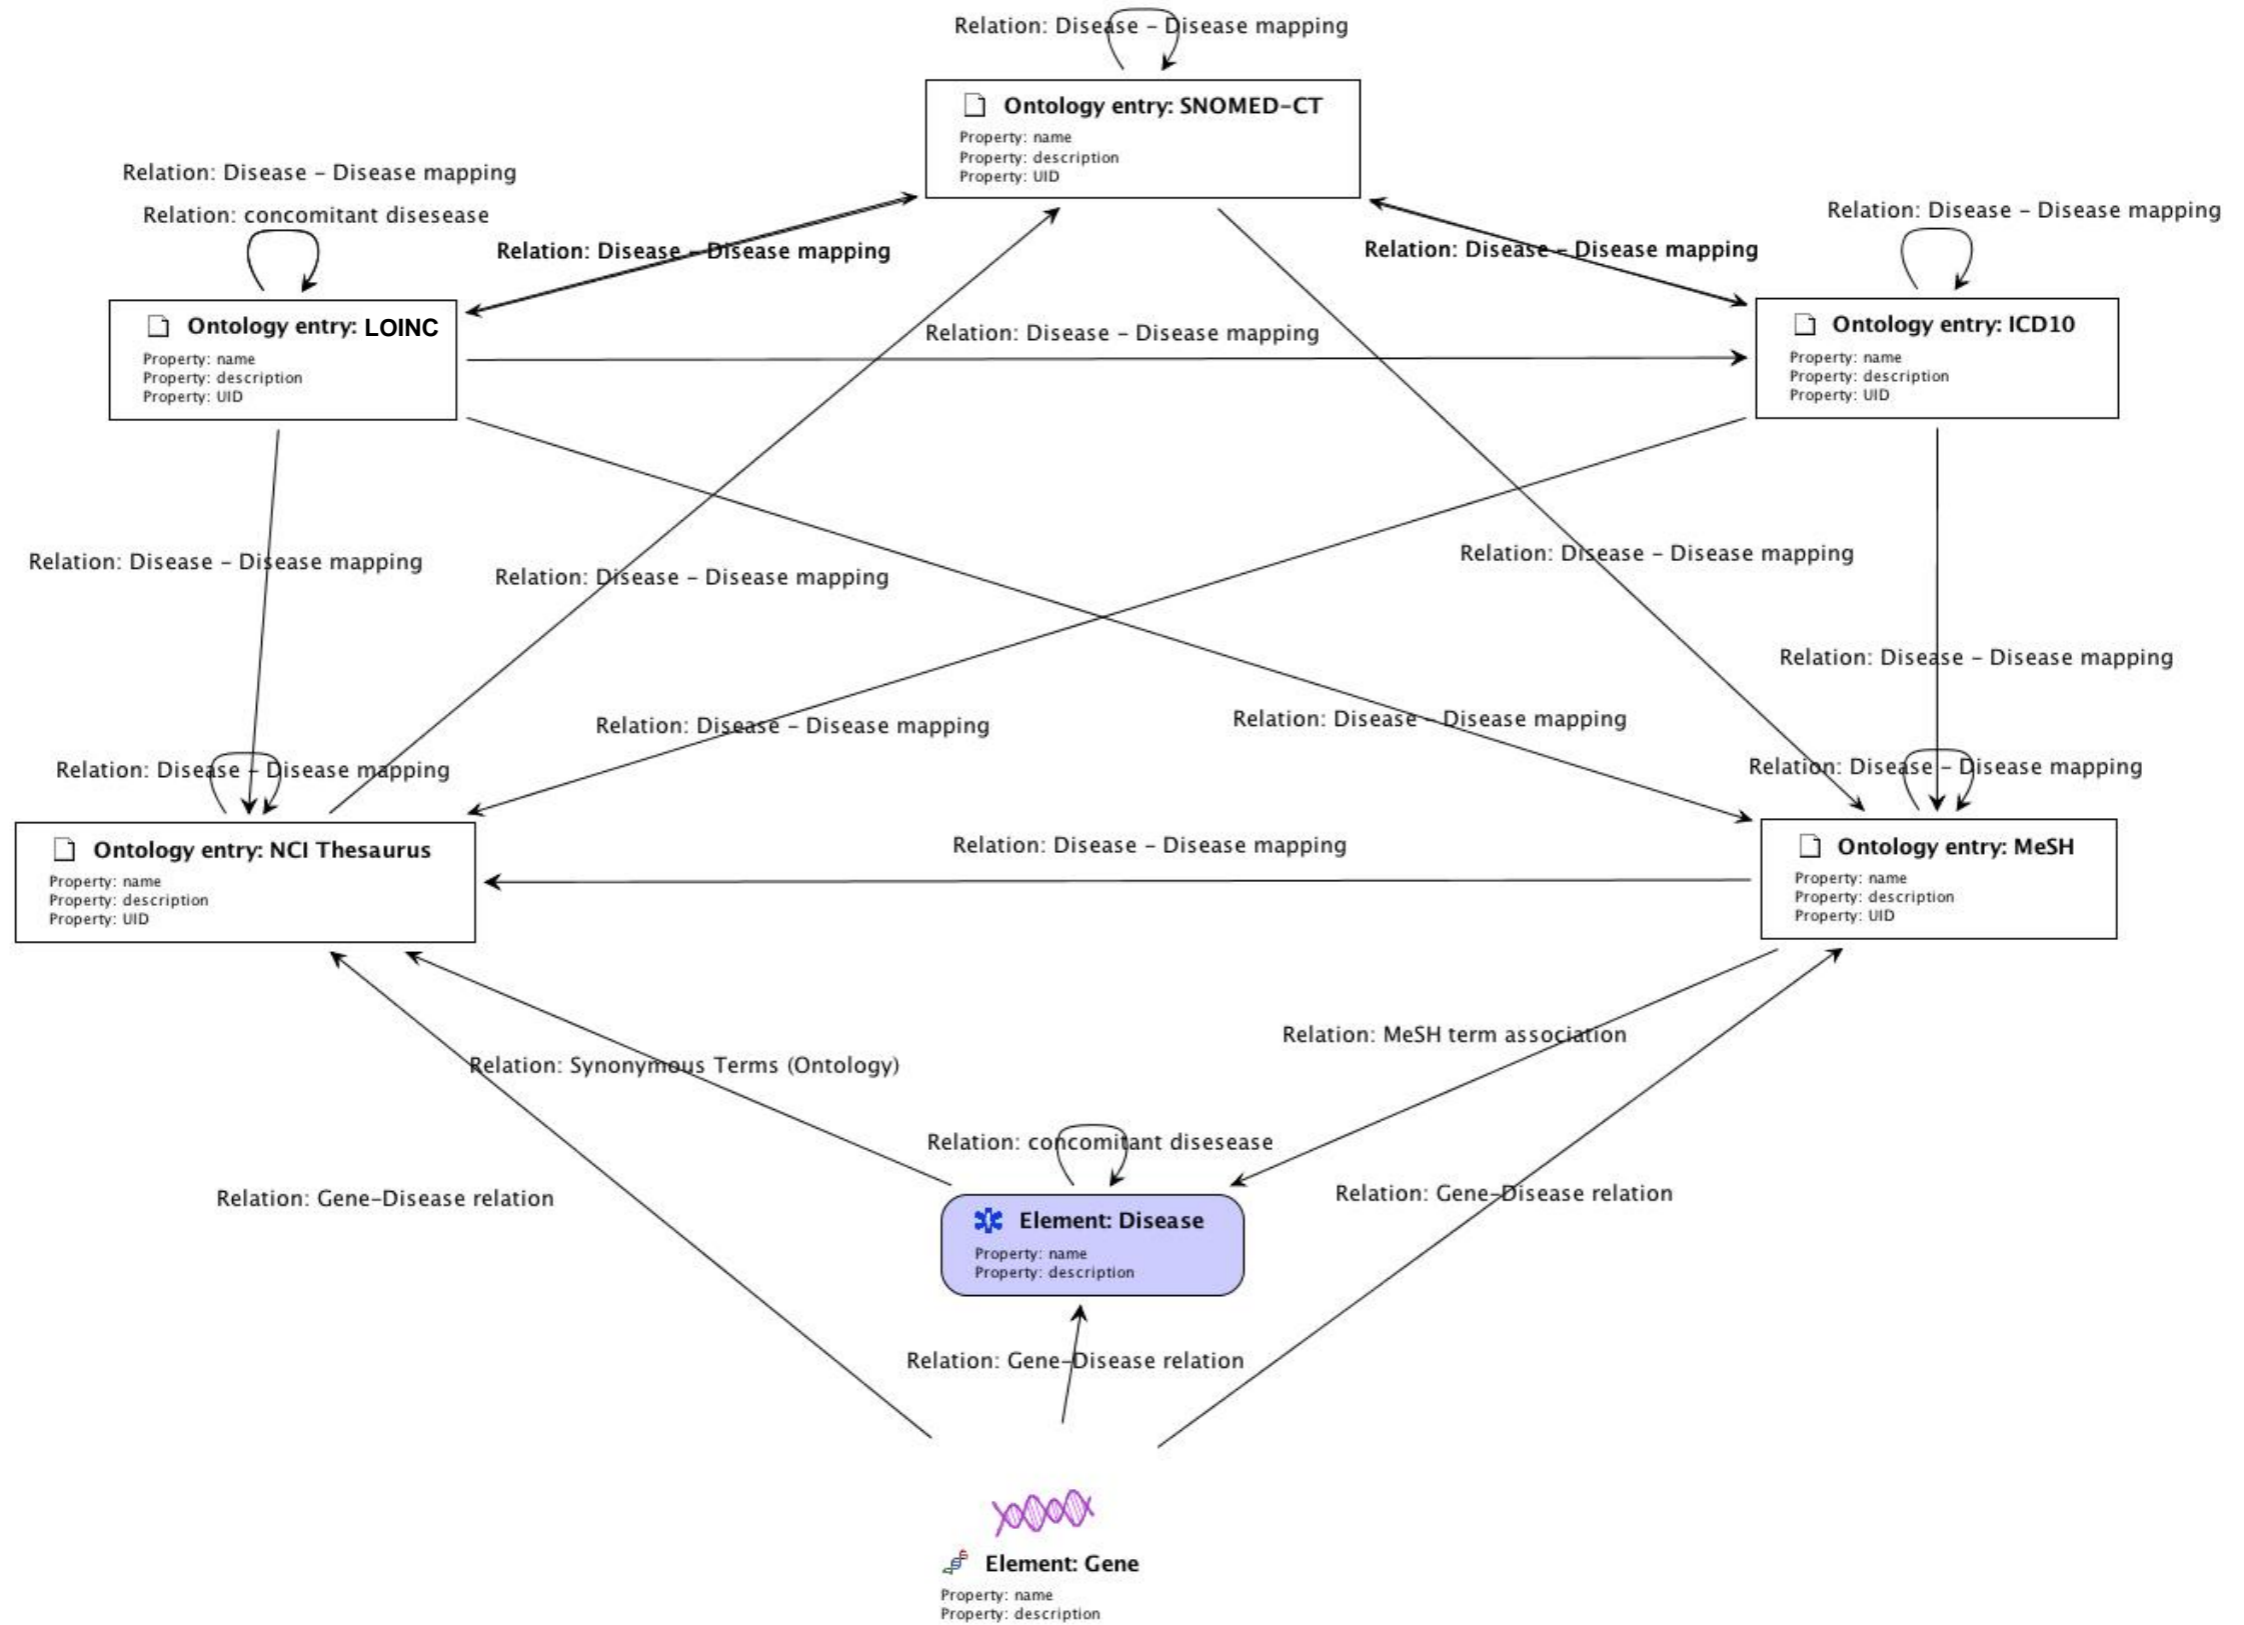 Relation: Disease – Disease mapping
Ontology entry: SNOMED-CT
Property: name
Property: description
Property: UID
Relation: Disease – Disease mapping
Relation: concomitant disesease
Relation: Disease – Disease mapping
Relation: Disease – Disease mapping
Relation: Disease – Disease mapping
Ontology entry: LOINC
Property: name
Property: description
Property: UID
Relation: Disease – Disease mapping
Ontology entry: ICD10
Property: name
Property: description
Property: UID
Relation: Disease – Disease mapping
Relation: Disease – Disease mapping
Relation: Disease – Disease mapping
Relation: Disease – Disease mapping
Relation: Disease – Disease mapping
Relation: Disease – Disease mapping
Relation: Disease – Disease mapping
Relation: Disease – Disease mapping
Ontology entry: NCI Thesaurus
Property: name
Property: description
Property: UID
Relation: Disease – Disease mapping
Ontology entry: MeSH
Property: name
Property: description
Property: UID
Relation: Synonymous Terms (Ontology)
Relation: MeSH term association
Relation: concomitant disesease
Relation: Gene-Disease relation
Relation: Gene-Disease relation
Element: Disease
Property: name
Property: description
Relation: Gene-Disease relation
Element: Gene
Property: name
Property: description